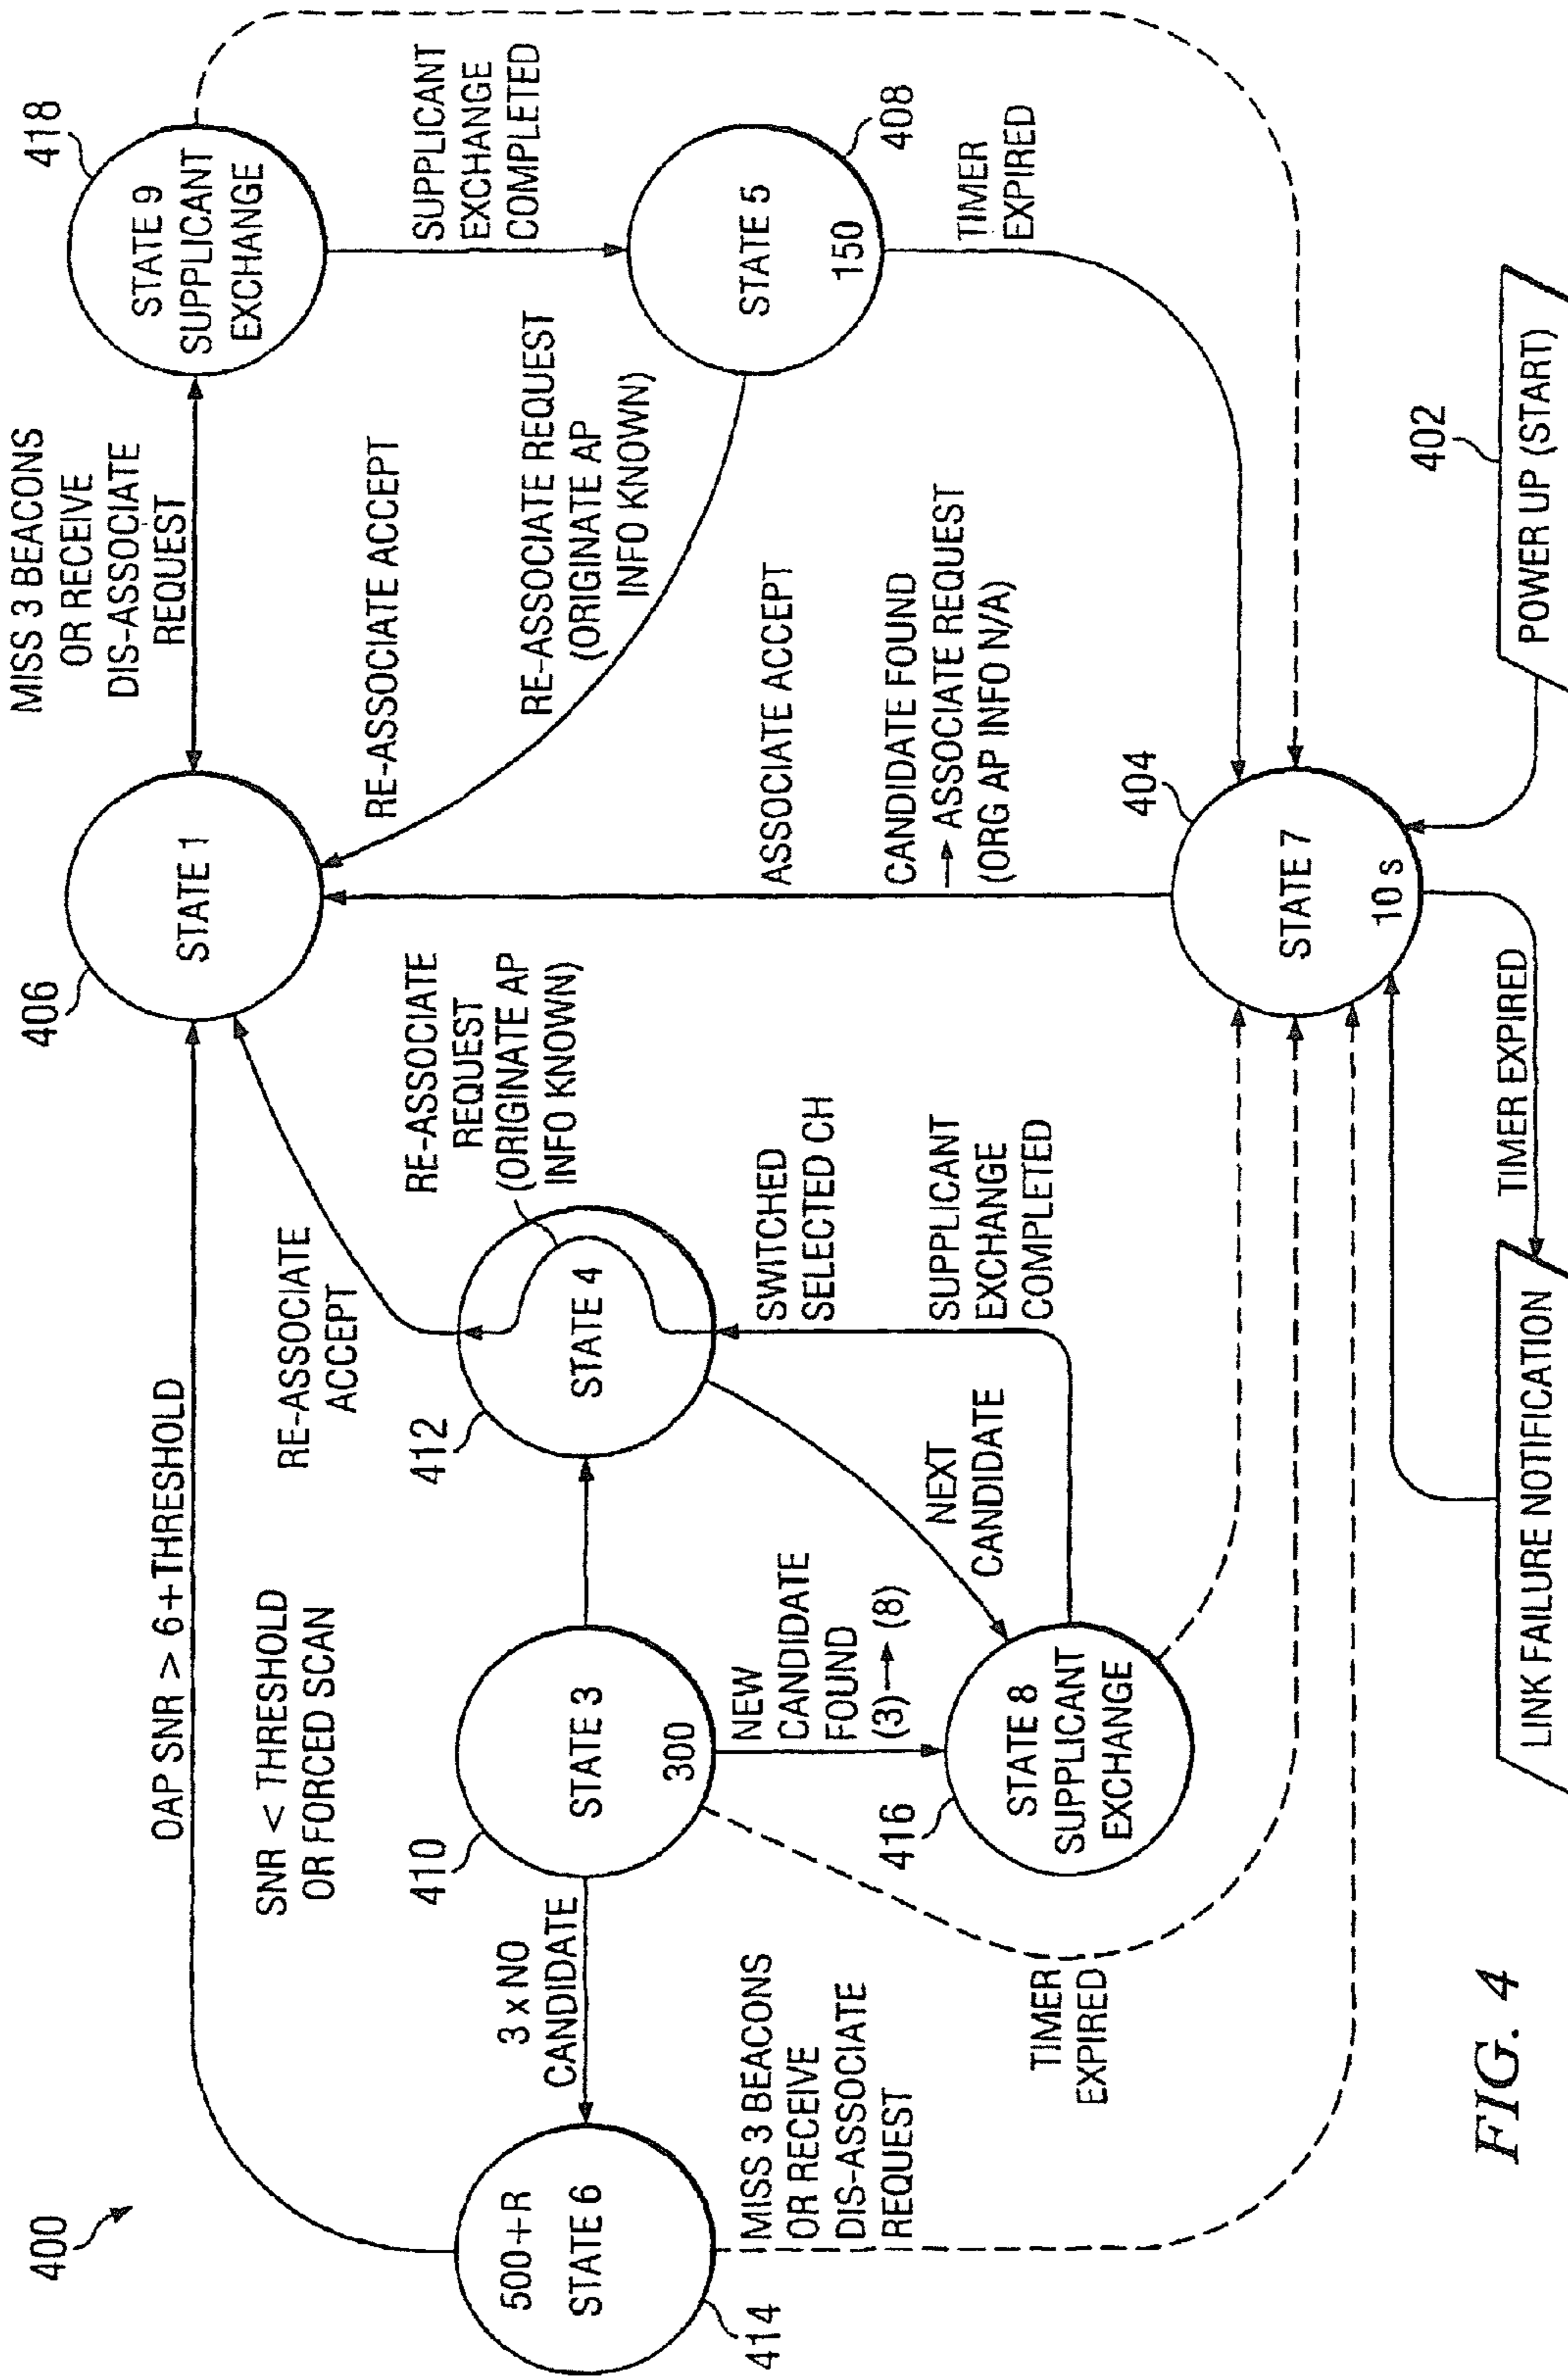 400
OAP SNR > 6+THRESHOLD
406
STATE 1
MISS 3 BEACONS
OR RECEIVE
DIS-ASSOCIATE
REQUEST
418
STATE 9
SUPPLICANT
EXCHANGE
SNR < THRESHOLD
OR FORCED SCAN
RE-ASSOCIATE
ACCEPT
RE-ASSOCIATE ACCEPT
SUPPLICANT
EXCHANGE
COMPLETED
500+R
STATE 6
414
3 x NO
CANDIDATE
410
STATE 3
300
412
STATE 4
RE-ASSOCIATE
REQUEST
(ORIGINATE AP
INFO KNOWN)
RE-ASSOCIATE REQUEST
(ORIGINATE AP
INFO KNOWN)
STATE 5
150
408
MISS 3 BEACONS
OR RECEIVE
DIS-ASSOCIATE
REQUEST
NEW
CANDIDATE
FOUND
(3)→(8)
SWITCHED
SELECTED CH
ASSOCIATE ACCEPT
416
STATE 8
SUPPLICANT
EXCHANGE
NEXT
CANDIDATE
SUPPLICANT
EXCHANGE
COMPLETED
CANDIDATE FOUND
→ ASSOCIATE REQUEST
(ORG AP INFO N/A)
TIMER
EXPIRED
TIMER
EXPIRED
404
STATE 7
10 s
402
POWER UP (START)
TIMER EXPIRED
LINK FAILURE NOTIFICATION
FIG. 4